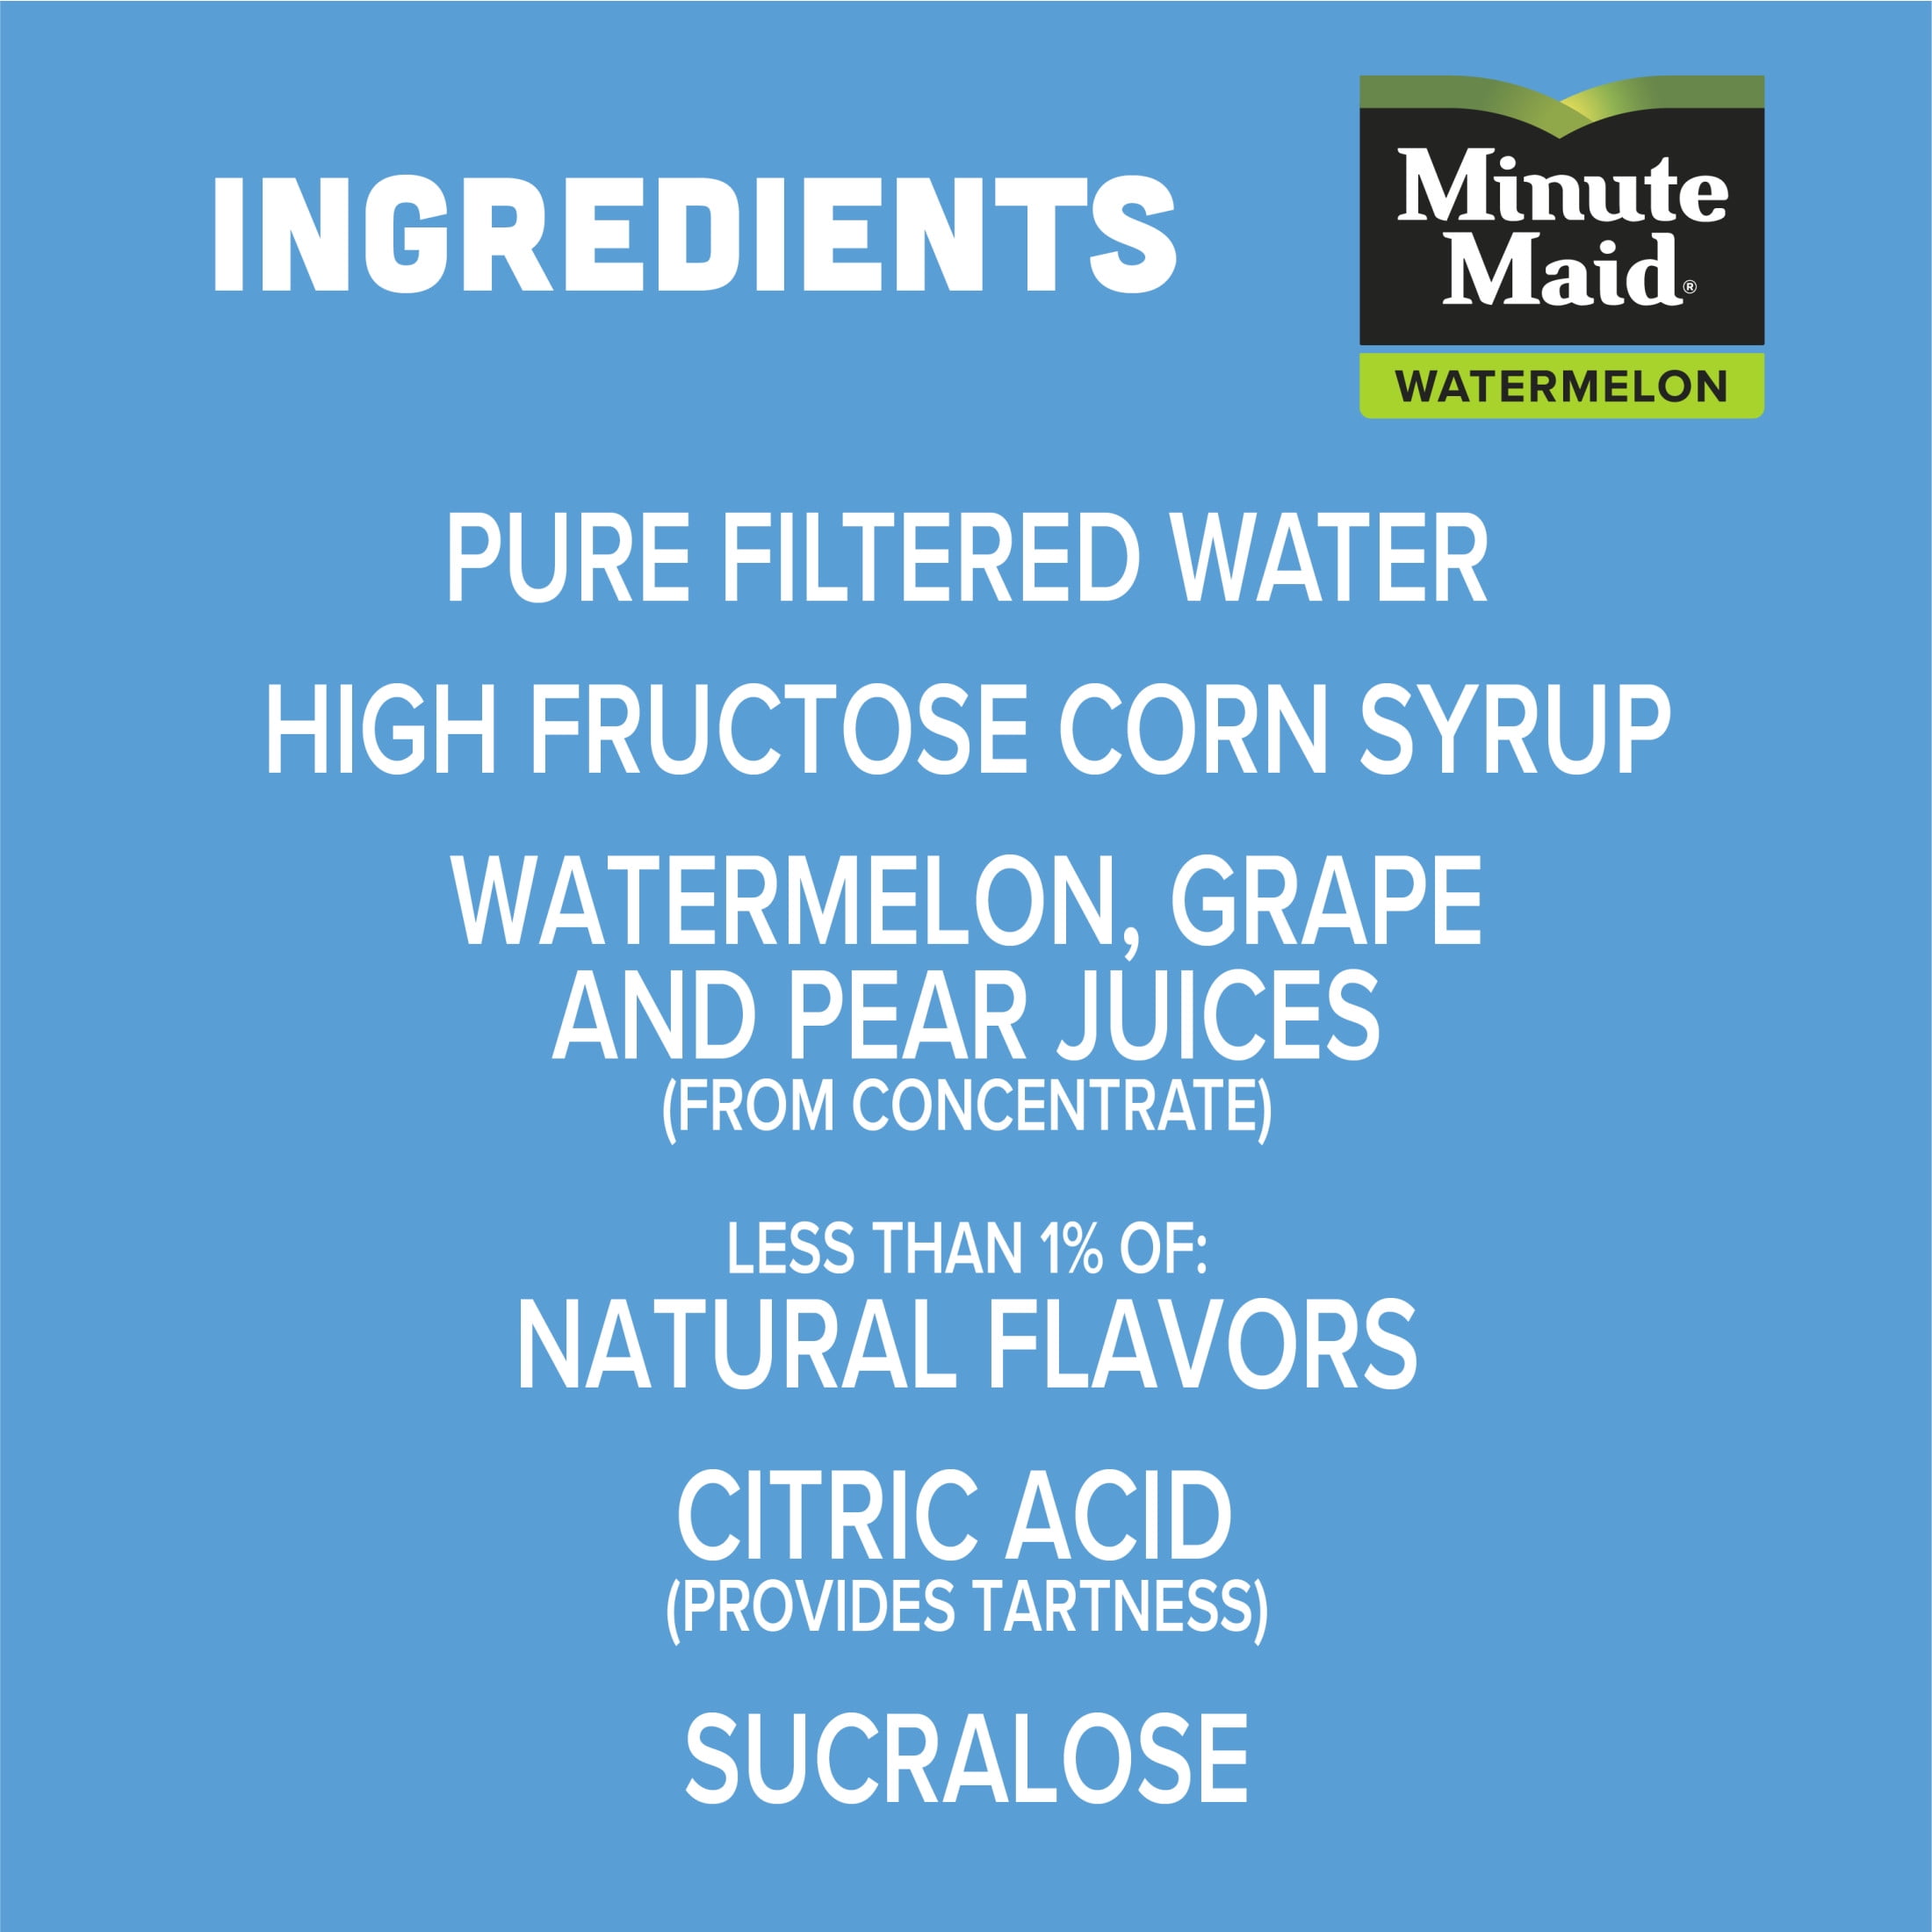 INGREDIENTS
Minute
Maid®
WATERMELON
PURE FILTERED WATER
HIGH FRUCTOSE CORN SYRUP
WATERMELON, GRAPE
AND PEAR JUICES
(FROM CONCENTRATE)
LESS THAN 1% OF:
NATURAL FLAVORS
CITRIC ACID
(PROVIDES TARTNESS)
SUCRALOSE